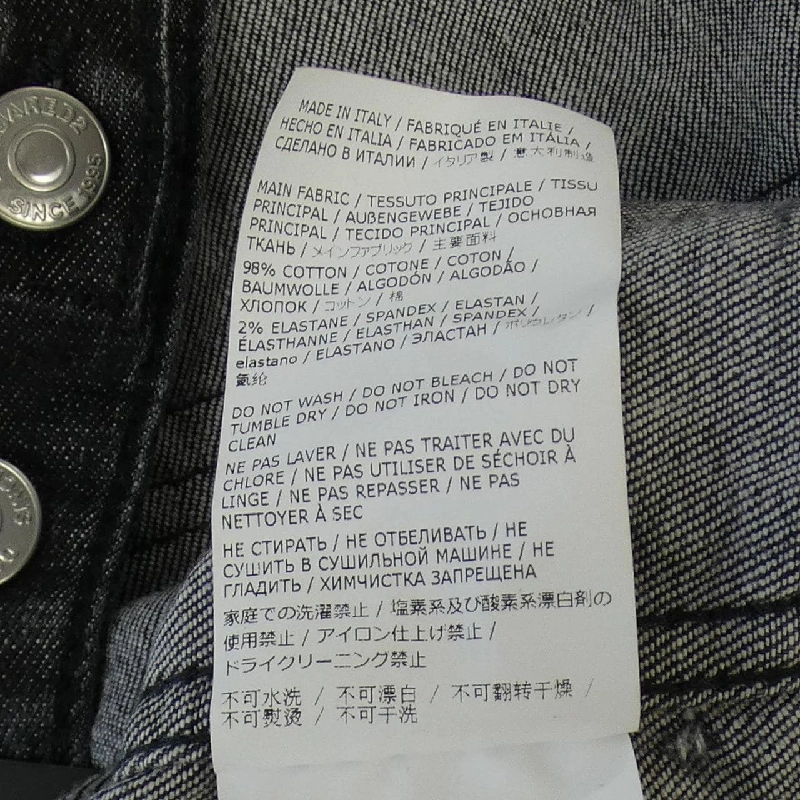 SINCE 1995
MADE IN ITALY / FABRIQUÉ EN ITALIE /
HECHO EN ITALIA / FABRICADO EM ITÁLIA /
СДЕЛАНО В ИТАЛИИ / イタリア製 / 意大利制造
MAIN FABRIC / TESSUTO PRINCIPALE / TISSU
PRINCIPAL / AUßENGEWEBE / TEJIDO
PRINCIPAL / TECIDO PRINCIPAL / ОСНОВНАЯ
ТКАНЬ / メインファブリック / 主要面料
98% COTTON / COTONE / COTON /
BAUMWOLLE / ALGODÓN / ALGODÃO /
ХЛОПОК / コットン / 棉
2% ELASTANE / SPANDEX / ELASTAN /
ÉLASTHANNE / ELASTHAN / SPANDEX /
elastano / ELASTANO / ЭЛАСТАН / ポリウレタン /
氨纶
DO NOT WASH / DO NOT BLEACH / DO NOT
TUMBLE DRY / DO NOT IRON / DO NOT DRY
CLEAN
NE PAS LAVER / NE PAS TRAITER AVEC DU
CHLORE / NE PAS UTILISER DE SÉCHOIR À
LINGE / NE PAS REPASSER / NE PAS
NETTOYER À SEC
НЕ СТИРАТЬ / НЕ ОТБЕЛИВАТЬ / НЕ
СУШИТЬ В СУШИЛЬНОЙ МАШИНЕ / НЕ
ГЛАДИТЬ / ХИМЧИСТКА ЗАПРЕЩЕНА
家庭での洗濯禁止 / 塩素系及び酸素系漂白剤の
使用禁止 / アイロン仕上げ禁止 /
ドライクリーニング禁止
不可水洗 / 不可漂白 / 不可翻转干燥 /
不可熨烫 / 不可干洗